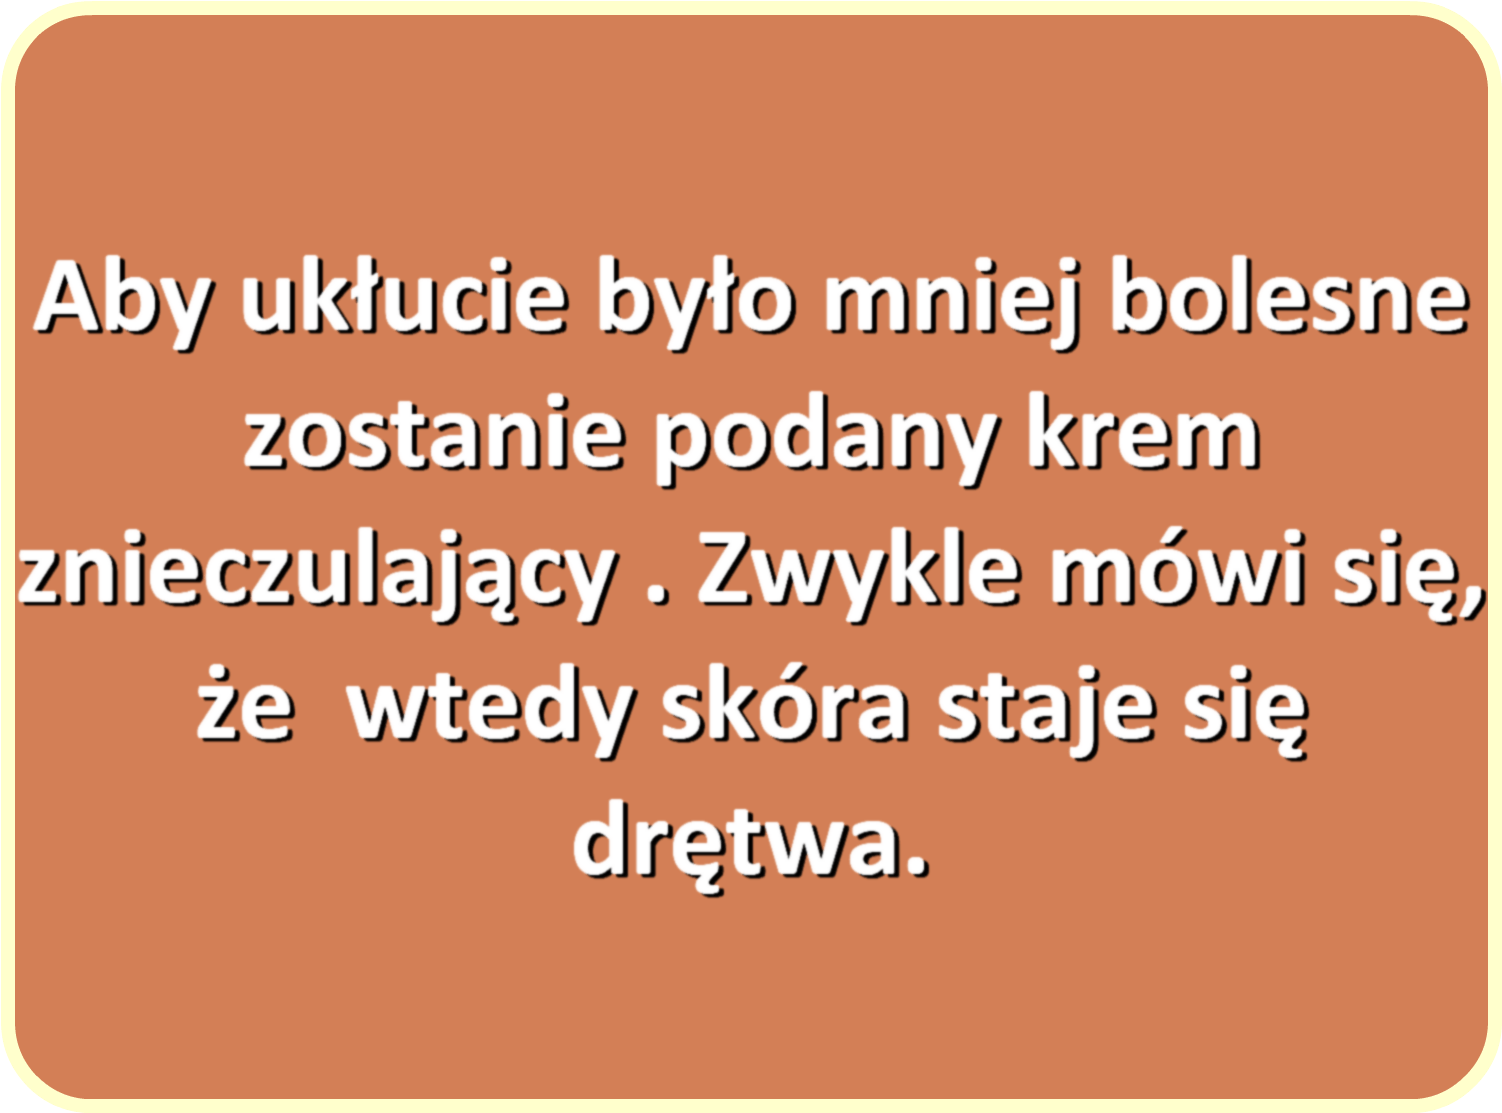 Aby ukłucie było mniej bolesne
zostanie podany krem
znieczulający . Zwykle mówi się,
że  wtedy skóra staje się
drętwa.